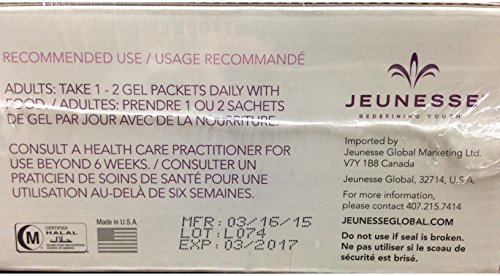 RECOMMENDED USE / USAGE RECOMMANDÉ
ADULTS: TAKE 1 - 2 GEL PACKETS DAILY WITH
FOOD. / ADULTES: PRENDRE 1 OU 2 SACHETS
DE GEL PAR JOUR AVEC DE LA NOURRITURE.
CONSULT A HEALTH CARE PRACTITIONER FOR
USE BEYOND 6 WEEKS. / CONSULTER UN
PRATICIEN DE SOINS DE SANTÉ POUR UNE
UTILISATION AU-DELÀ DE SIX SEMAINES.
M
CERTIFIED
HALAL
حلال
Made in U.S.A.
MFR: 03/16/15
LOT: L074
EXP: 03/2017
JEUNESSE
REDEFINING YOUTH
Imported by
Jeunesse Global Marketing Ltd.
V7Y 1B8 Canada
Jeunesse Global, 32714, U.S.A.
For more information, please
contact 407.215.7414
JEUNESSEGLOBAL.COM
Do not use if seal is broken.
Ne pas utiliser si le sceau de
sécurité est brisé.